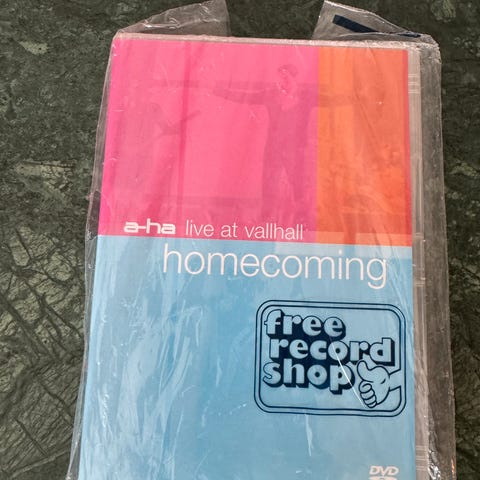 a-ha live at vallhall
homecoming
free
record
shop
DVD